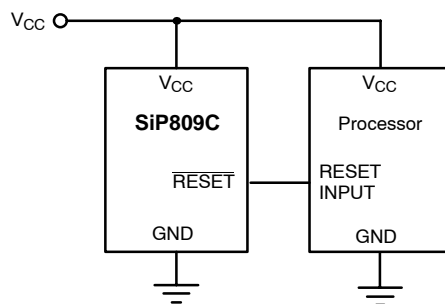 VCC
VCC
SiP809C
RESET
GND
VCC
Processor
RESET
INPUT
GND